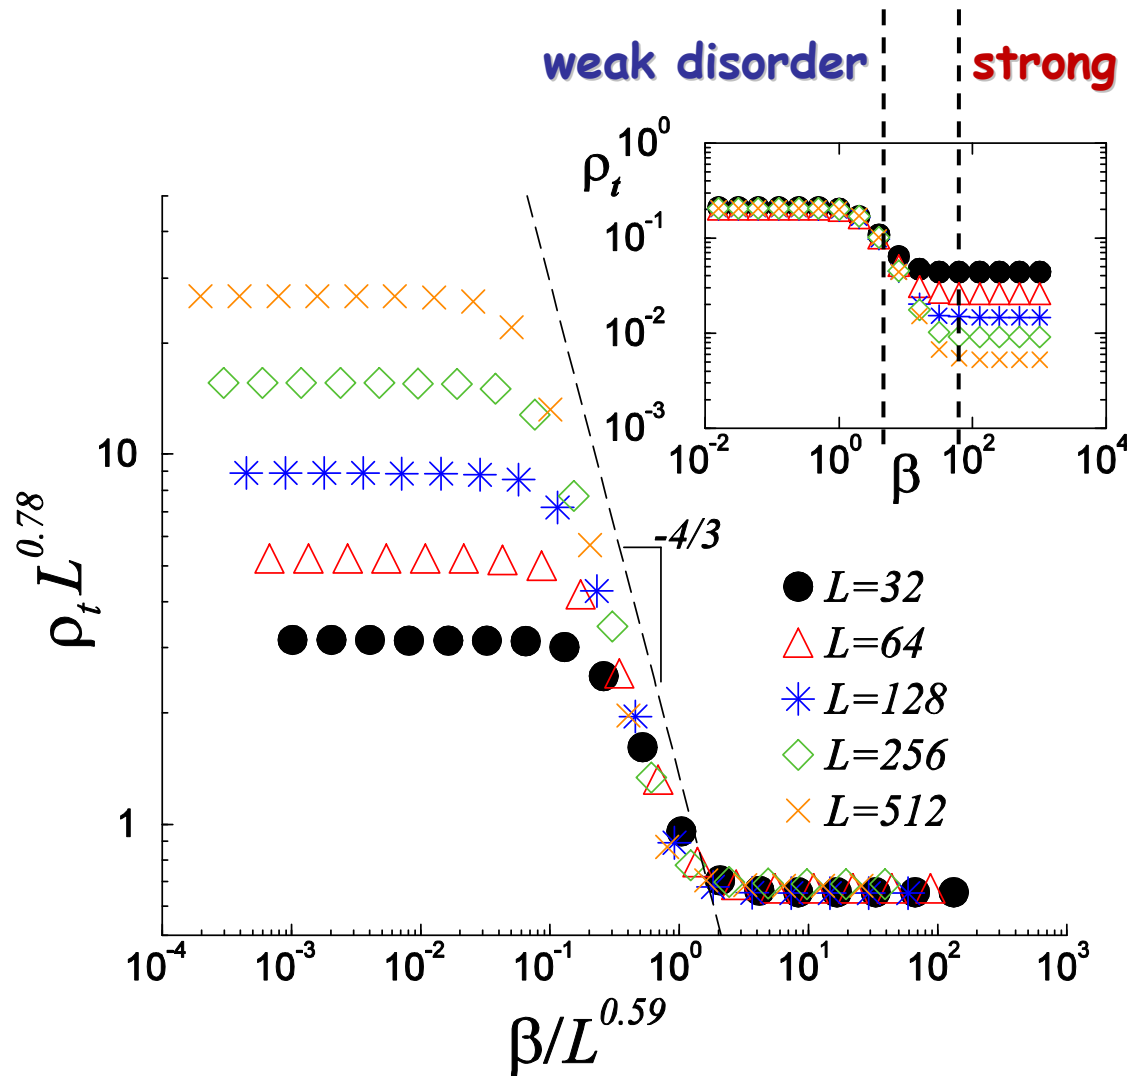 weak disorder strong
ρt
10^0
10^-1
10^-2
10^-3
10^-2 10^0 10^2 10^4
β
10
1
ρt L^0.78
-4/3
L=32
L=64
L=128
L=256
L=512
10^-4 10^-3 10^-2 10^-1 10^0 10^1 10^2 10^3
β/L^0.59